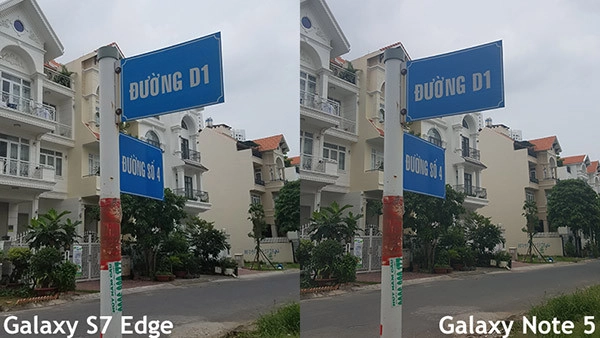 ĐƯỜNG D1
ĐƯỜNG SỐ 4
ĐƯỜNG D1
ĐƯỜNG SỐ 4
Galaxy S7 Edge
Galaxy Note 5